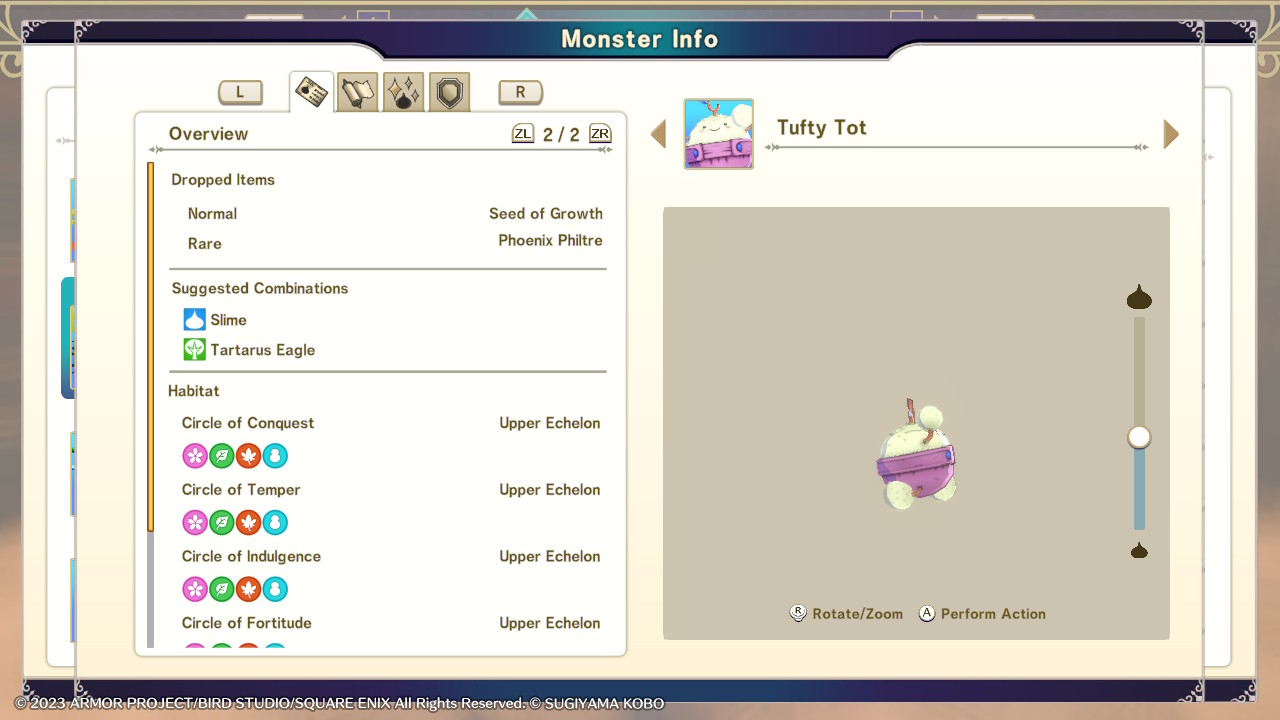 Monster Info
L
R
Overview
ZL 2 / 2 ZR
Tufty Tot
Dropped Items
Normal Seed of Growth
Rare Phoenix Philtre
Suggested Combinations
Slime
Tartarus Eagle
Habitat
Circle of Conquest Upper Echelon
Circle of Temper Upper Echelon
Circle of Indulgence Upper Echelon
Circle of Fortitude Upper Echelon
R Rotate/Zoom A Perform Action
© 2023 ARMOR PROJECT/BIRD STUDIO/SQUARE ENIX All Rights Reserved. © SUGIYAMA KOBO